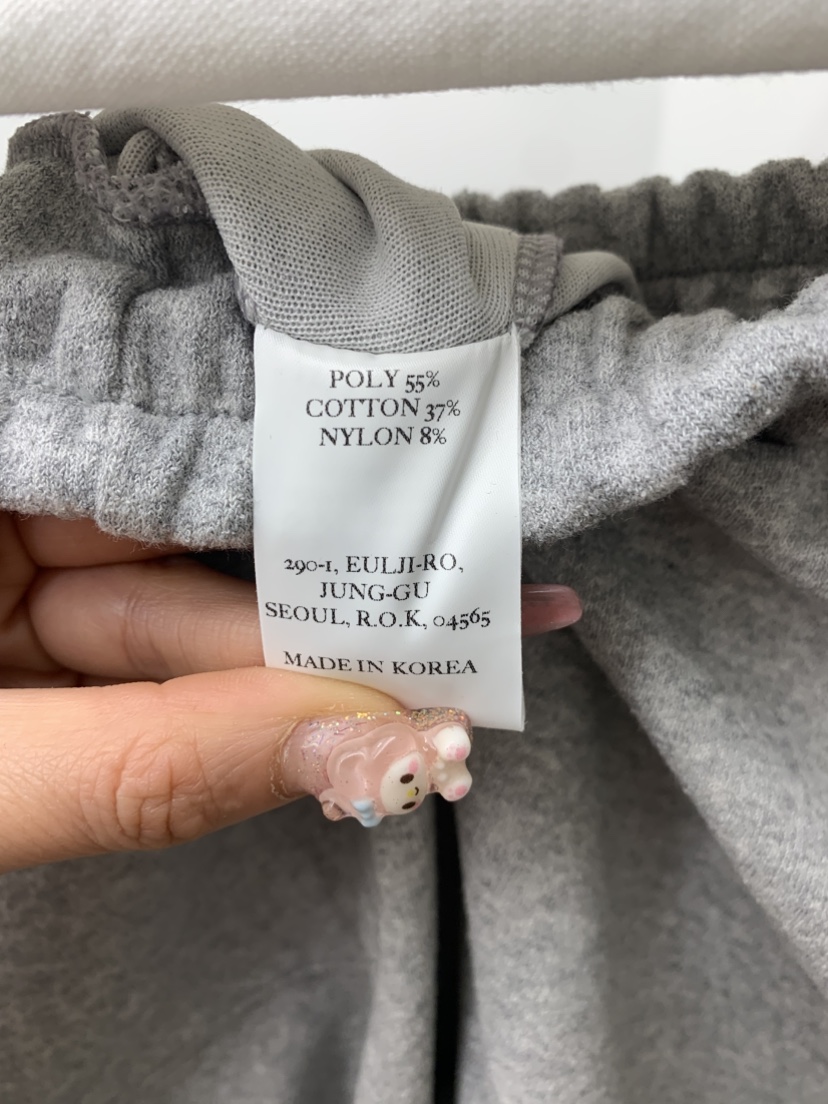 POLY 55%
COTTON 37%
NYLON 8%
290-1, EULJI-RO,
JUNG-GU
SEOUL, R.O.K, 04565
MADE IN KOREA